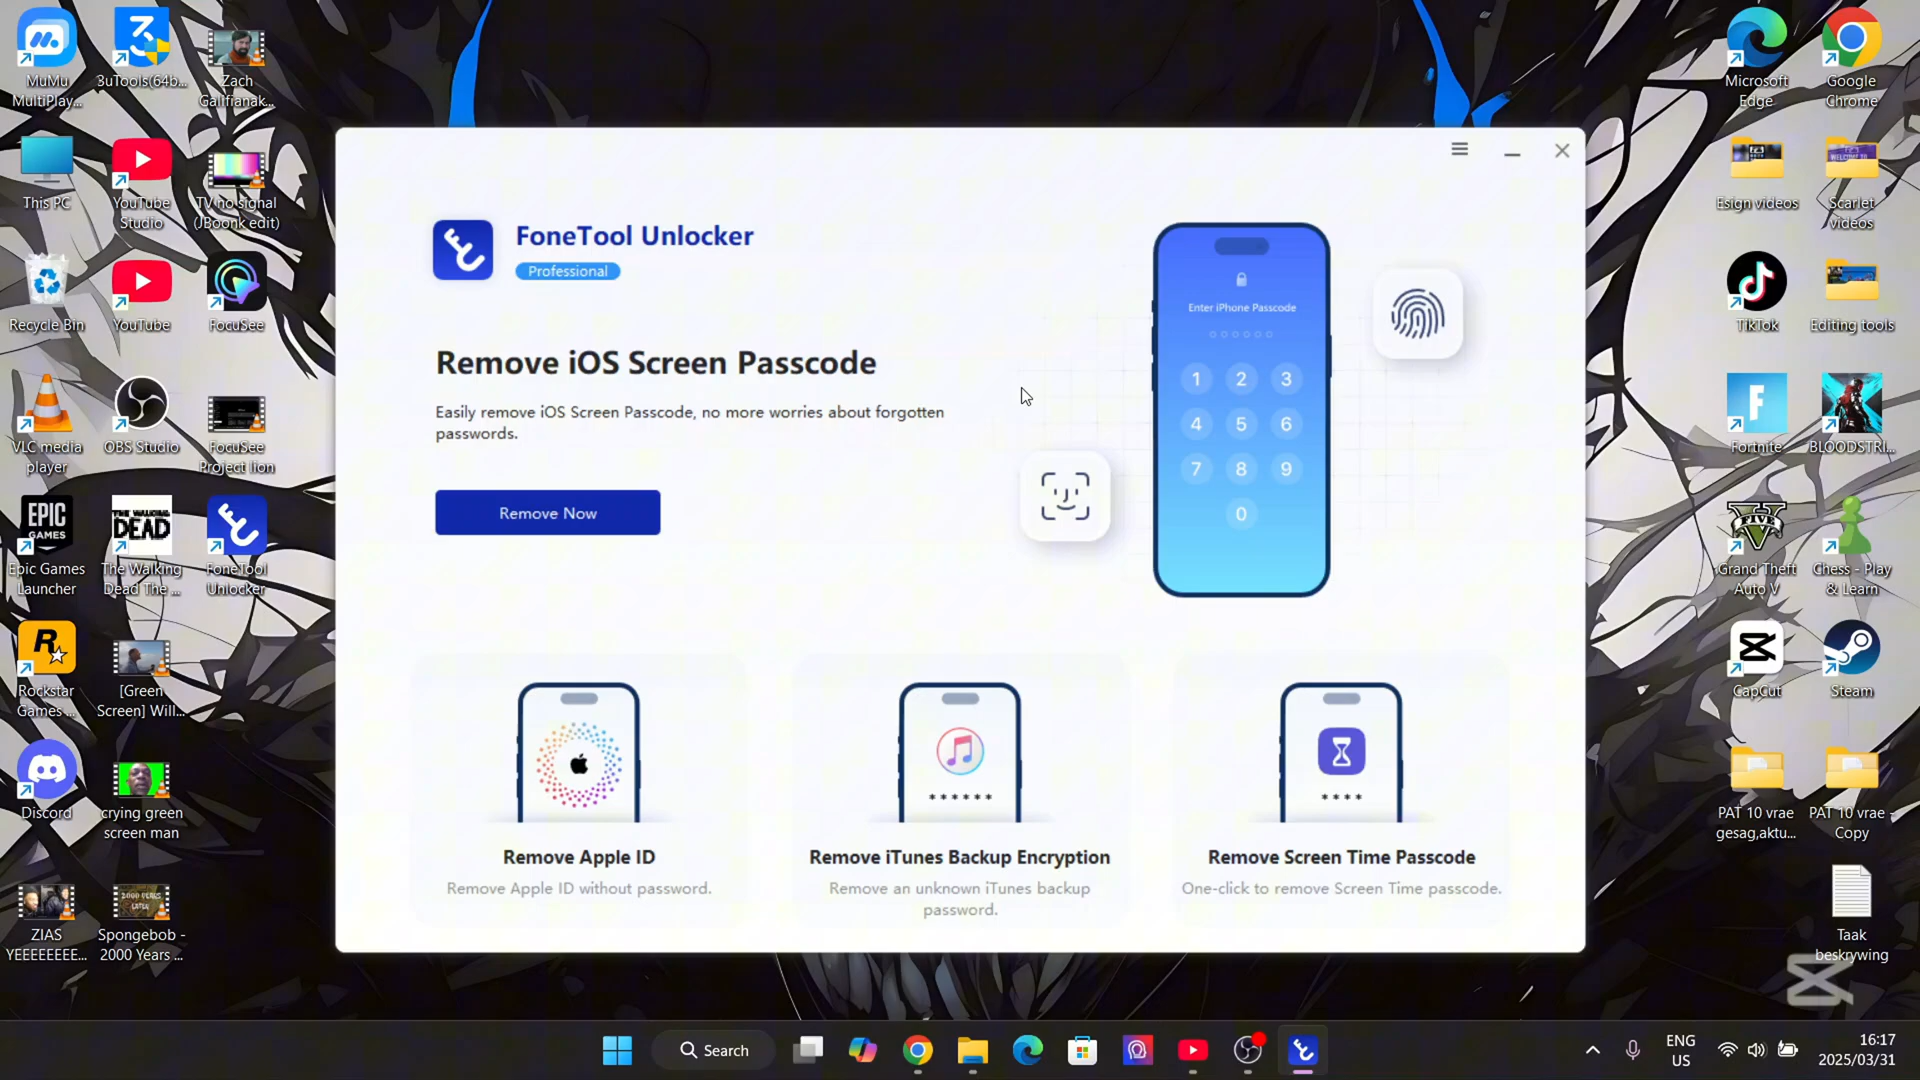 MuMu
MultiPlay...
3uTools(64b...
Zach
Galifianak...
This PC
YouTube
Studio
TV no signal
(JBoonk edit)
Recycle Bin
YouTube
FocuSee
VLC media
player
OBS Studio
FocuSee
Project lion
EPIC
GAMES
THE WALKING
DEAD
Epic Games
Launcher
The Walking
Dead The ...
FoneTool
Unlocker
Rockstar
Games ...
[Green
Screen] Will...
Discord
crying green
screen man
2000 YEARS
LATER
ZIAS
YEEEEEEEE...
Spongebob -
2000 Years ...
FoneTool Unlocker
Professional
Remove iOS Screen Passcode
Easily remove iOS Screen Passcode, no more worries about forgotten
passwords.
Remove Now
Enter iPhone Passcode
1 2 3
4 5 6
7 8 9
0
Remove Apple ID
Remove Apple ID without password.
Remove iTunes Backup Encryption
Remove an unknown iTunes backup
password.
Remove Screen Time Passcode
One-click to remove Screen Time passcode.
Microsoft
Edge
Google
Chrome
Esign videos
Scarlet
videos
TikTok
Editing tools
Fortnite
BLOODSTRI...
Grand Theft
Auto V
Chess - Play
& Learn
CapCut
Steam
PAT 10 vrae
gesag,aktu...
PAT 10 vrae -
Copy
Taak
beskrywing
Search
ENG
US
16:17
2025/03/31